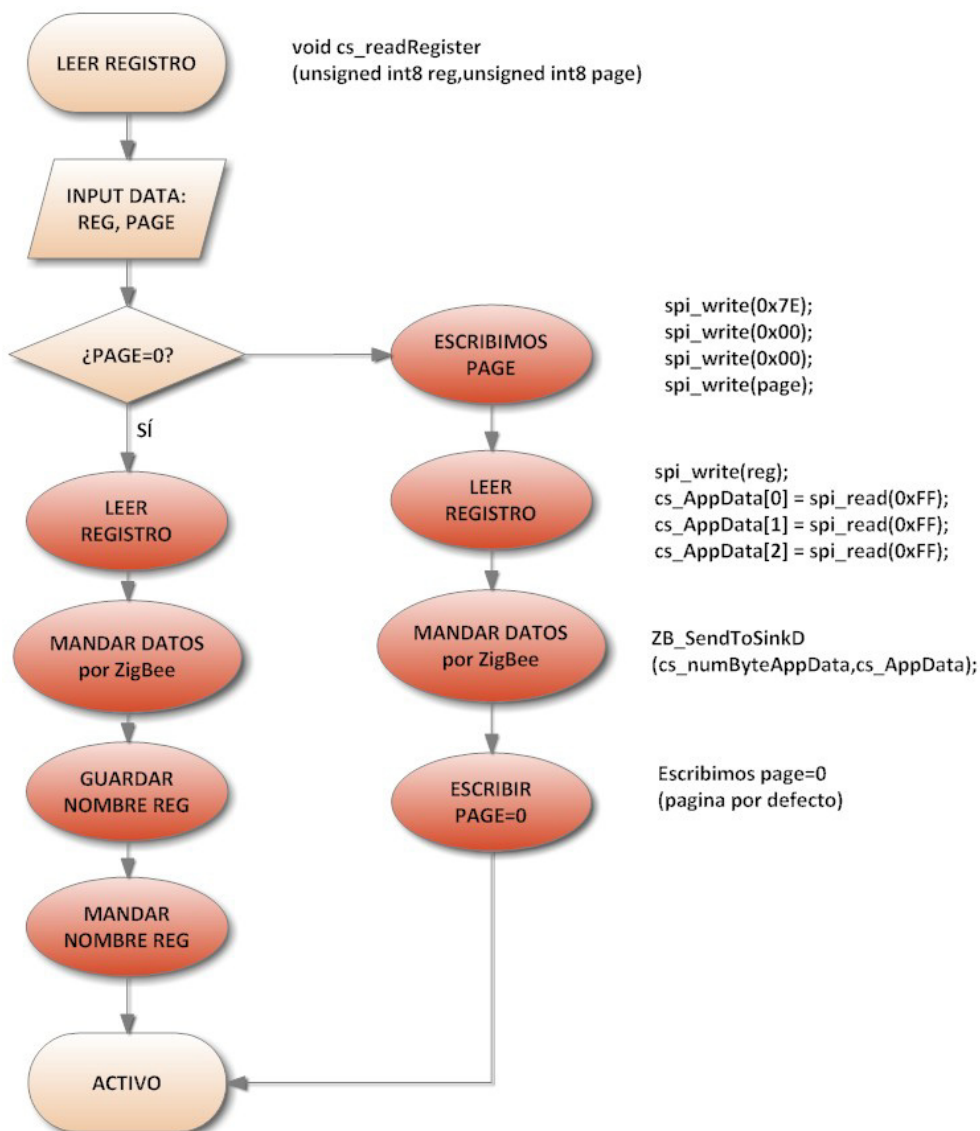 LEER REGISTRO
void cs_readRegister
(unsigned int8 reg,unsigned int8 page)
INPUT DATA:
REG, PAGE
¿PAGE=0?
SÍ
ESCRIBIMOS
PAGE
spi_write(0x7E);
spi_write(0x00);
spi_write(0x00);
spi_write(page);
LEER
REGISTRO
LEER
REGISTRO
spi_write(reg);
cs_AppData[0] = spi_read(0xFF);
cs_AppData[1] = spi_read(0xFF);
cs_AppData[2] = spi_read(0xFF);
MANDAR DATOS
por ZigBee
MANDAR DATOS
por ZigBee
ZB_SendToSinkD
(cs_numByteAppData,cs_AppData);
GUARDAR
NOMBRE REG
ESCRIBIR
PAGE=0
Escribimos page=0
(pagina por defecto)
MANDAR
NOMBRE REG
ACTIVO